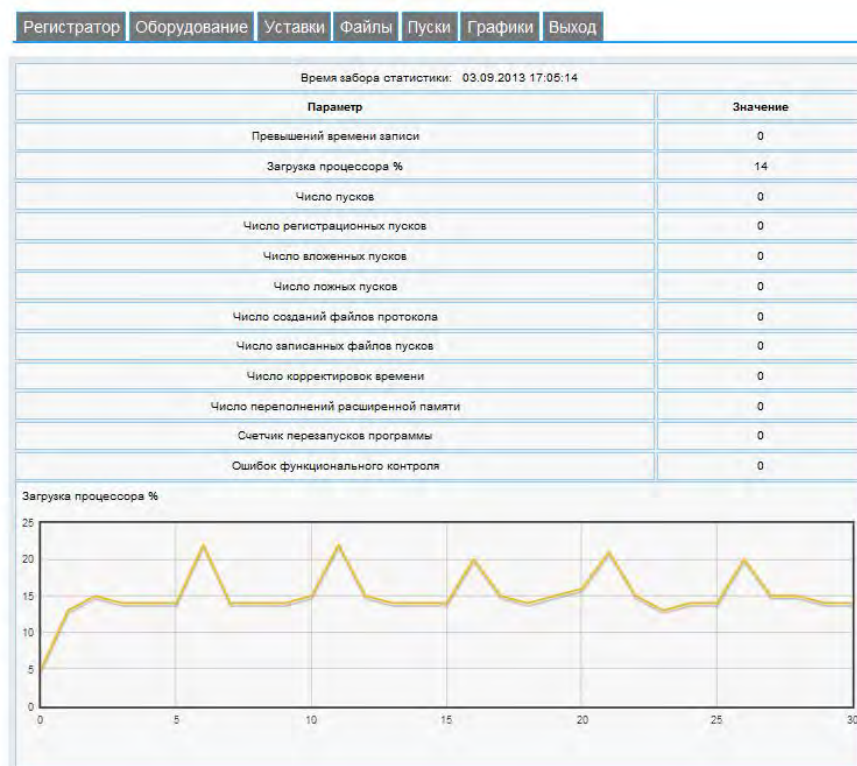 Регистратор Оборудование Уставки Файлы Пуски Графики Выход
Время забора статистики: 03.09.2013 17:05:14
Параметр Значение
Превышений времени записи 0
Загрузка процессора % 14
Число пусков 0
Число регистрационных пусков 0
Число вложенных пусков 0
Число ложных пусков 0
Число созданий файлов протокола 0
Число записанных файлов пусков 0
Число корректировок времени 0
Число переполнений расширенной памяти 0
Счетчик перезапусков программы 0
Ошибок функционального контроля 0
Загрузка процессора %
25
20
15
10
5
0
0 5 10 15 20 25 30